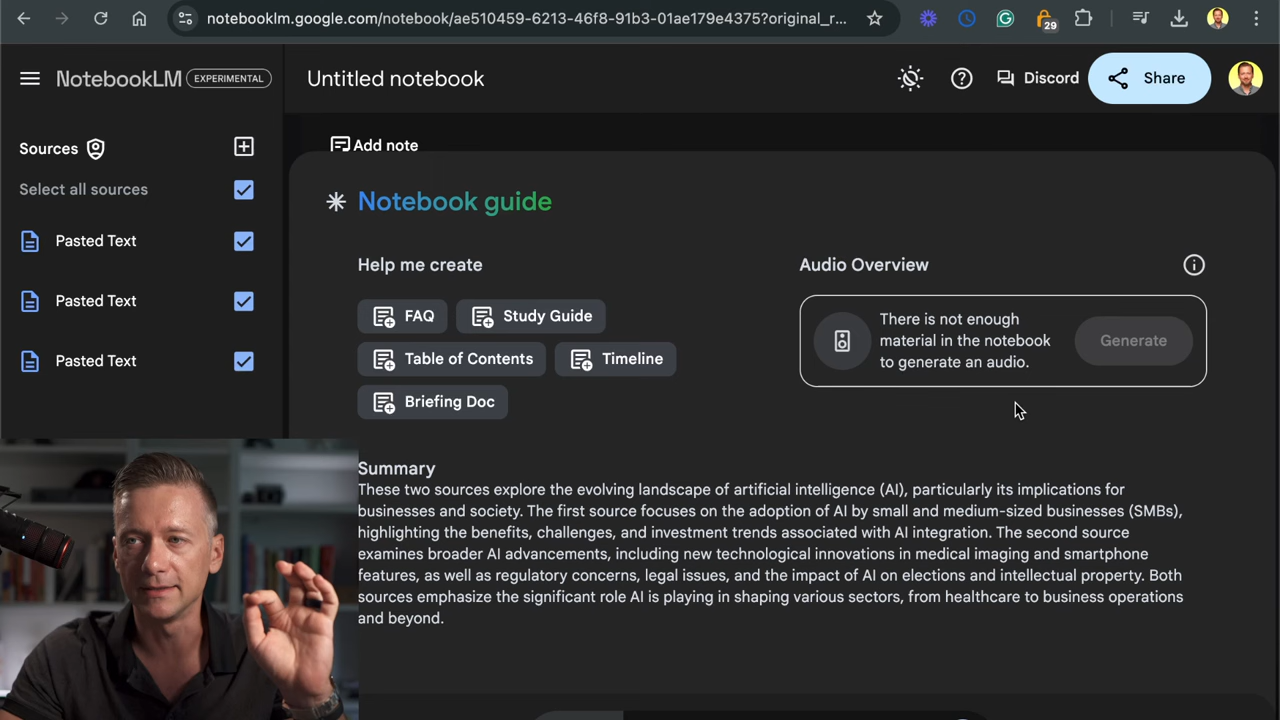 notebooklm.google.com/notebook/ae510459-6213-46f8-91b3-01ae179e4375?original_r...
29
NotebookLM
EXPERIMENTAL
Untitled notebook
Discord
Share
Sources
Select all sources
Pasted Text
Pasted Text
Pasted Text
Add note
Notebook guide
Help me create
FAQ
Study Guide
Table of Contents
Timeline
Briefing Doc
Audio Overview
There is not enough
material in the notebook
to generate an audio.
Generate
Summary
These two sources explore the evolving landscape of artificial intelligence (AI), particularly its implications for
businesses and society. The first source focuses on the adoption of AI by small and medium-sized businesses (SMBs),
highlighting the benefits, challenges, and investment trends associated with AI integration. The second source
examines broader AI advancements, including new technological innovations in medical imaging and smartphone
features, as well as regulatory concerns, legal issues, and the impact of AI on elections and intellectual property. Both
sources emphasize the significant role AI is playing in shaping various sectors, from healthcare to business operations
and beyond.